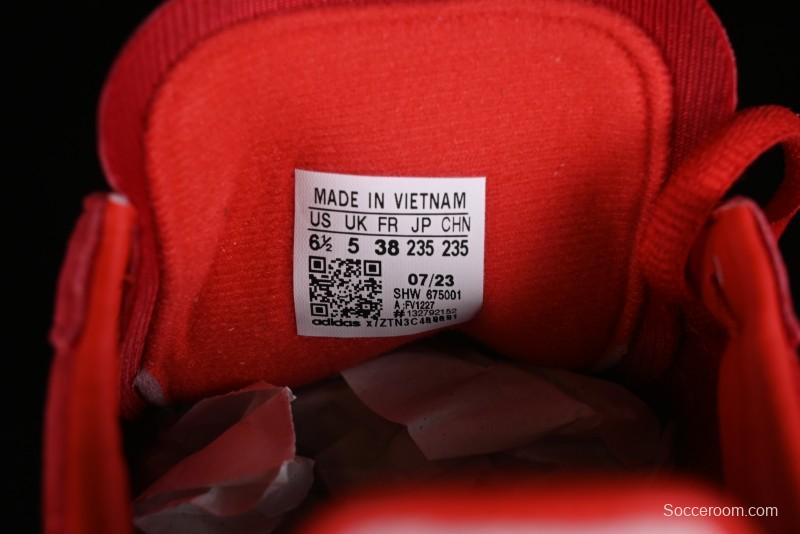 MADE IN VIETNAM
US UK FR JP CHN
6½ 5 38 235 235
07/23
SHW 675001
A :FV1227
#132792152
adidas
Socceroom.com